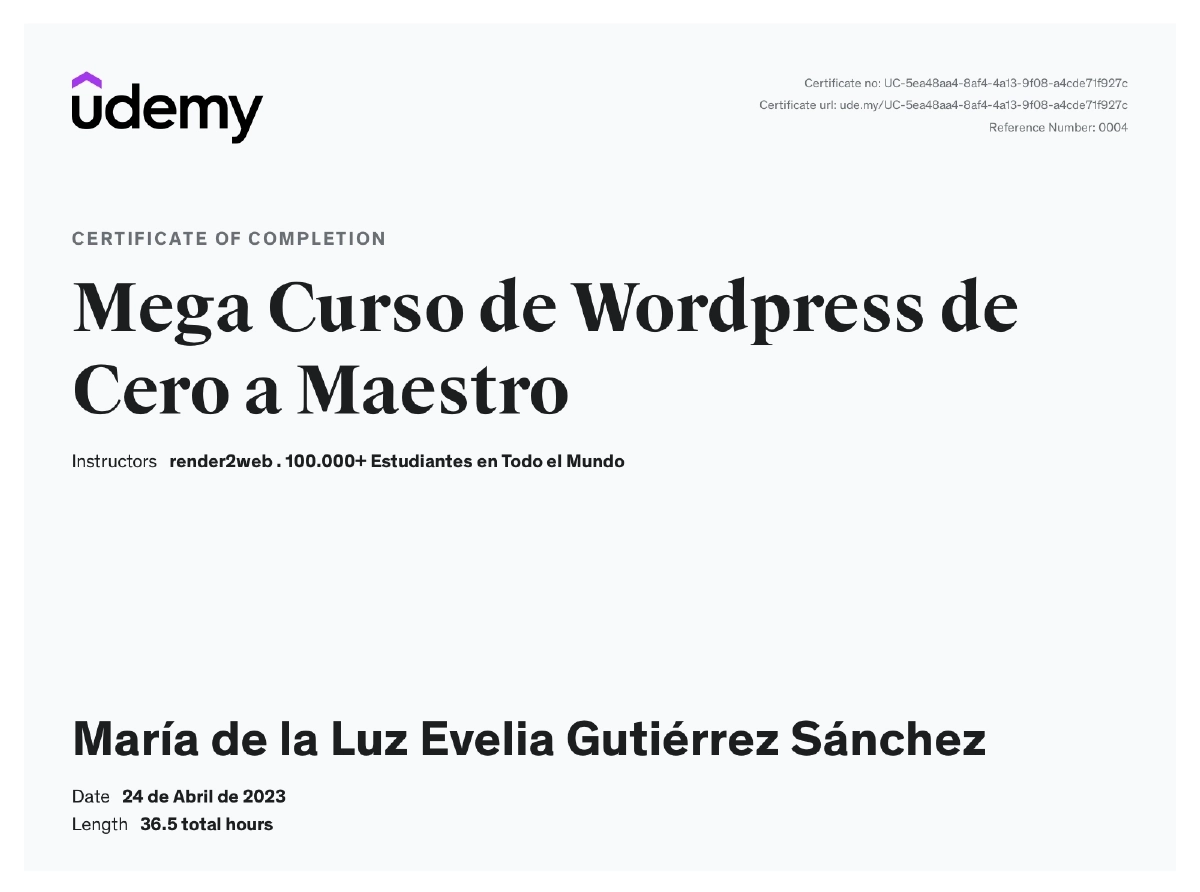 udemy
Certificate no: UC-5ea48aa4-8af4-4a13-9f08-a4cde71f927c
Certificate url: ude.my/UC-5ea48aa4-8af4-4a13-9f08-a4cde71f927c
Reference Number: 0004
CERTIFICATE OF COMPLETION
Mega Curso de Wordpress de
Cero a Maestro
Instructors render2web . 100.000+ Estudiantes en Todo el Mundo
María de la Luz Evelia Gutiérrez Sánchez
Date 24 de Abril de 2023
Length 36.5 total hours